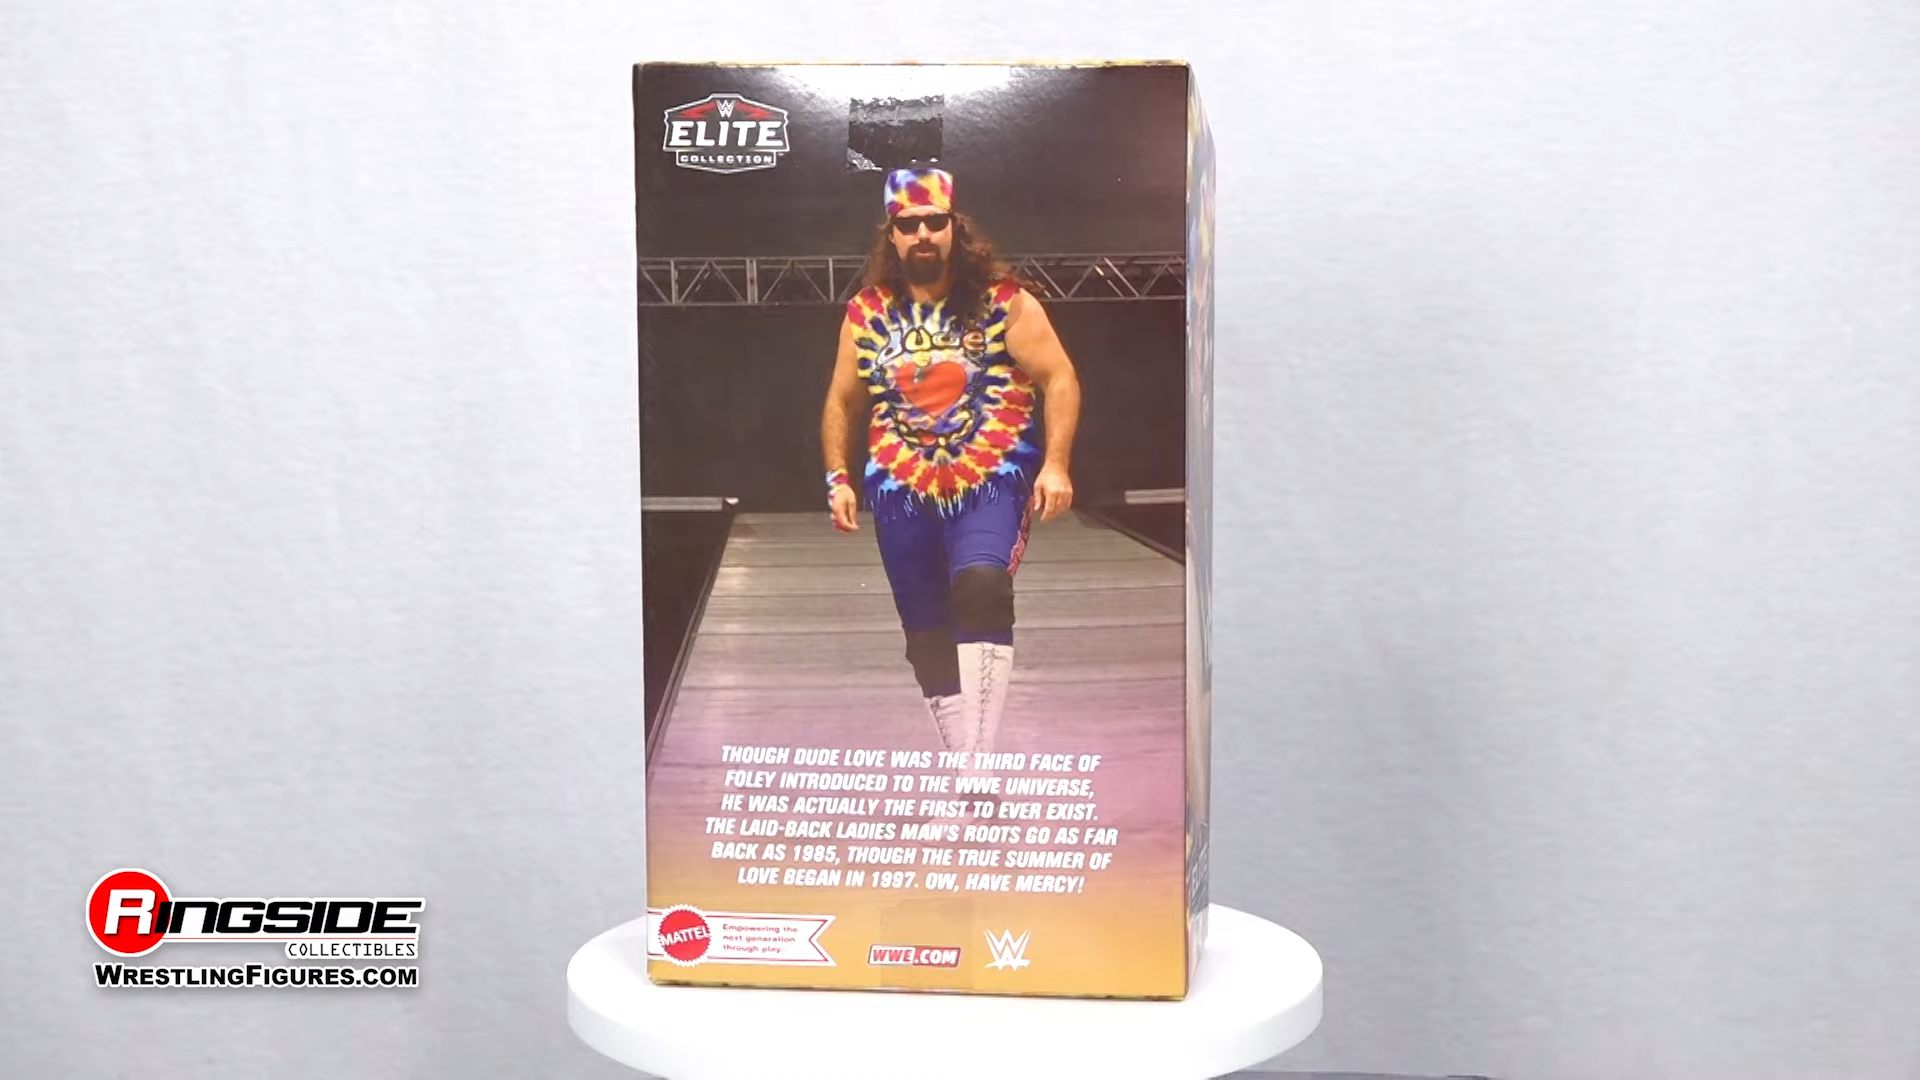 W
ELITE
COLLECTION™
Dude
THOUGH DUDE LOVE WAS THE THIRD FACE OF
FOLEY INTRODUCED TO THE WWE UNIVERSE,
HE WAS ACTUALLY THE FIRST TO EVER EXIST.
THE LAID-BACK LADIES MAN'S ROOTS GO AS FAR
BACK AS 1985, THOUGH THE TRUE SUMMER OF
LOVE BEGAN IN 1997. OW, HAVE MERCY!
MATTEL
Empowering the
next generation
through play.
WWE.COM
W
ELITE
RINGSIDE
COLLECTIBLES
WRESTLINGFIGURES.COM